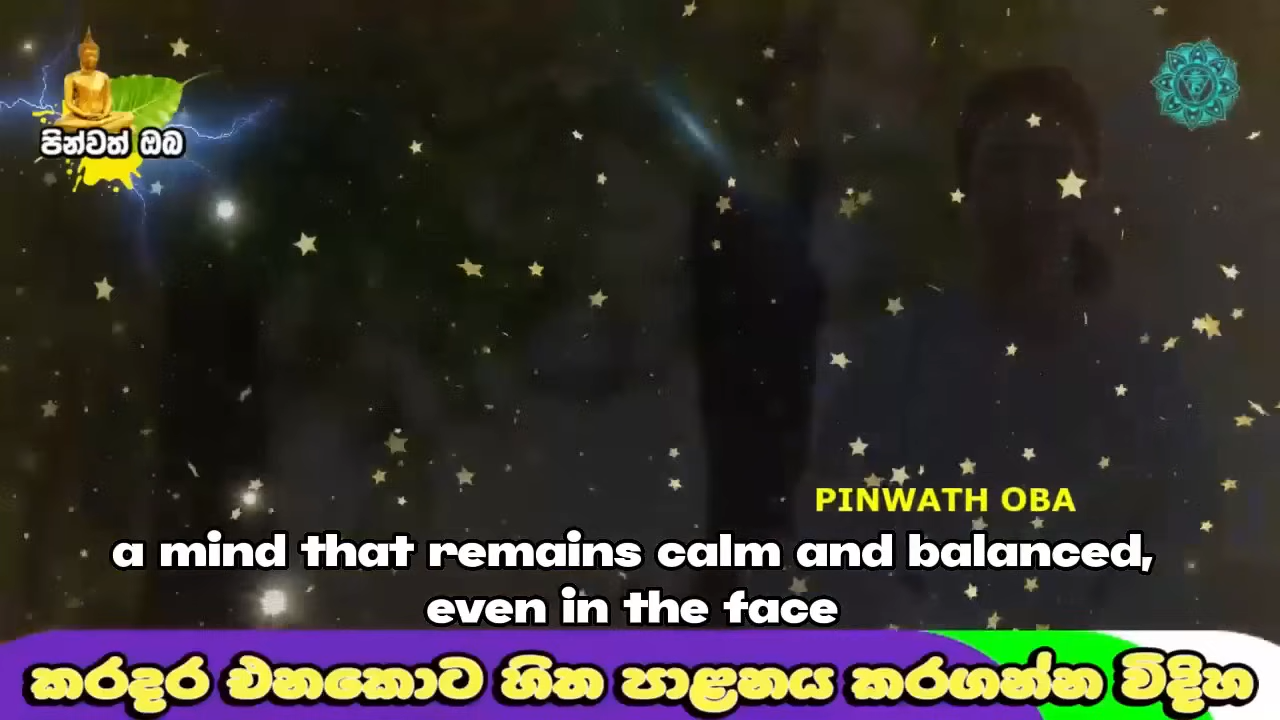 පින්වත් ඔබ
PINWATH OBA
a mind that remains calm and balanced,
even in the face
කරදර එනකොට හිත පාළනය කරගන්න විදිහ